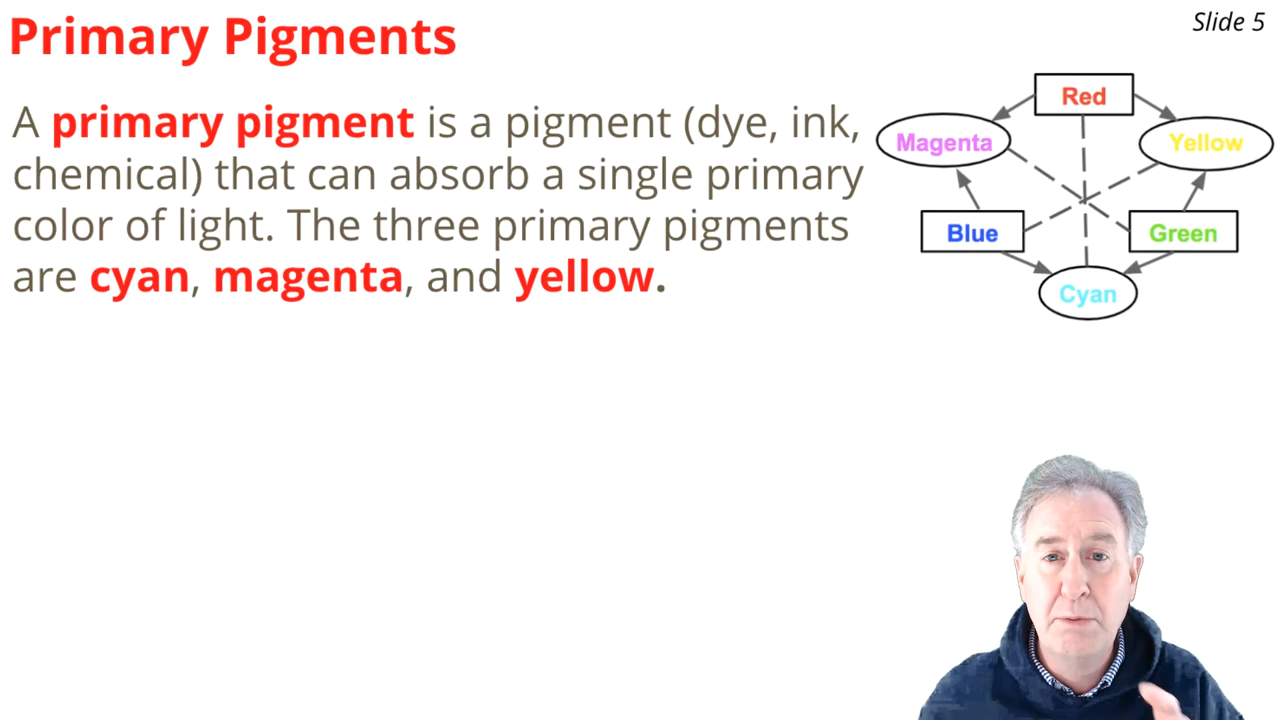 Primary Pigments
Slide 5
A primary pigment is a pigment (dye, ink,
chemical) that can absorb a single primary
color of light. The three primary pigments
are cyan, magenta, and yellow.
Red
Magenta
Yellow
Blue
Green
Cyan